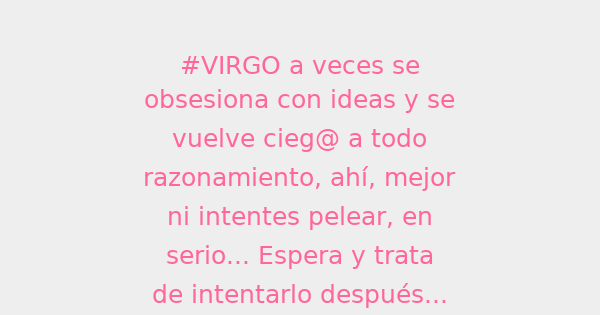 #VIRGO a veces se
obsesiona con ideas y se
vuelve cieg@ a todo
razonamiento, ahí, mejor
ni intentes pelear, en
serio... Espera y trata
de intentarlo después...